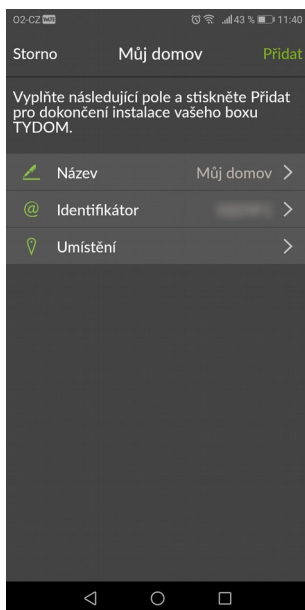 O2-CZ VoLTE 43 % 11:40
Storno Můj domov Přidat
Vyplňte následující pole a stiskněte Přidat
pro dokončení instalace vašeho boxu
TYDOM.
Název Můj domov >
@ Identifikátor >
Umístění >